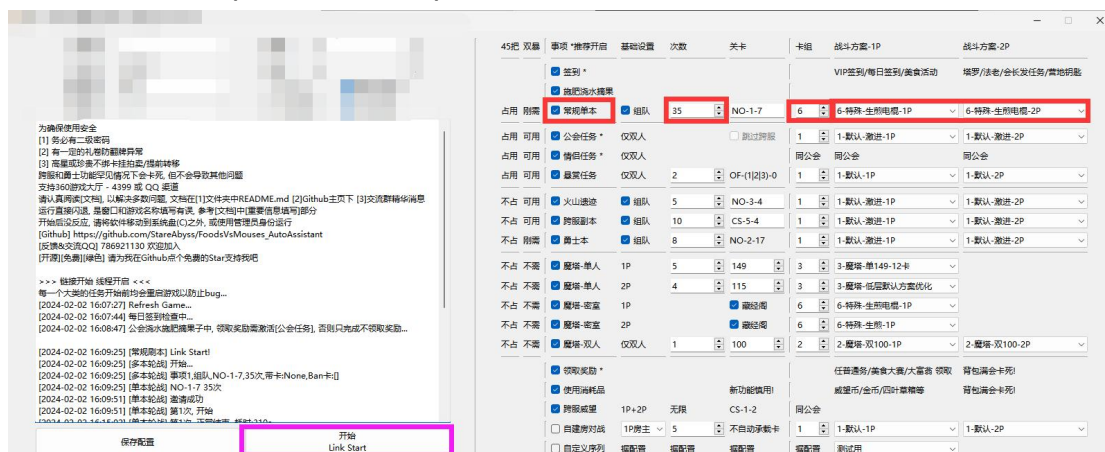 45把 双暴 事项 *推荐开启 基础设置 次数 关卡 卡组 战斗方案-1P 战斗方案-2P
签到 * VIP签到/每日签到/美食活动 塔罗/法老/会长发任务/营地钥匙
施肥浇水摘果
占用 刚需 常规单本 组队 35 NO-1-7 6 6-特殊-生煎电棍-1P 6-特殊-生煎电棍-2P
占用 可用 公会任务 * 仅双人 跳过跨服 1 1-默认-激进-1P 1-默认-激进-2P
占用 可用 情侣任务 * 仅双人 同公会 同公会 同公会
占用 可用 悬赏任务 仅双人 2 OF-(1|2|3)-0 1 1-默认-1P 1-默认-2P
不占 可用 火山遗迹 组队 5 NO-3-4 1 1-默认-激进-1P 1-默认-激进-2P
不占 可用 跨服副本 组队 10 CS-5-4 1 1-默认-激进-1P 1-默认-激进-2P
不占 刚需 勇士本 组队 8 NO-2-17 1 1-默认-激进-1P 1-默认-激进-2P
不占 不需 魔塔-单人 1P 5 149 3 3-魔塔-单149-12卡
不占 不需 魔塔-单人 2P 4 115 3 3-魔塔-低层默认方案优化
不占 不需 魔塔-密室 1P 藏经阁 6 6-特殊-生煎电棍-1P
不占 不需 魔塔-密室 2P 藏经阁 6 6-特殊-生煎-1P
不占 不需 魔塔-双人 仅双人 1 100 2 2-魔塔-双100-1P 2-魔塔-双100-2P
领取奖励 * 任普通务/美食大赛/大富翁 领取 背包满会卡死!
使用消耗品 新功能慎用! 威望币/金币/四叶草精等 背包满会卡死!
跨服威望 1P+2P 无限 CS-1-2 同公会
自建房对战 1P房主 5 不自动承载卡 1 1-默认-1P 1-默认-2P
自定义序列 据配置 据配置 据配置 据配置 测试用
为确保使用安全
[1] 务必有二级密码
[2] 有一定的礼卷防翻牌异常
[3] 高星或珍贵不绑卡挂拍卖/提前转移
跨服和勇士功能罕见情况下会卡死, 但不会导致其他问题
支持360游戏大厅 - 4399 或 QQ 渠道
请认真阅读[文档], 以解决多数问题, 文档在[1]文件夹中README.md [2]Github主页下 [3]交流群精华消息
运行直接闪退, 是窗口和游戏名称填写有误, 参考[文档]中[重要信息填写]部分
开始后没反应, 请将软件移动到系统盘(C)之外, 或使用管理员身份运行
[Github] https://github.com/StareAbyss/FoodsVsMouses_AutoAssistant
[反馈&交流QQ] 786921130 欢迎加入
[开源][免费][绿色] 请为我在Github点个免费的Star支持我吧
>>> 链接开始 线程开启 <<<
每一个大类的任务开始前均会重启游戏以防止bug...
[2024-02-02 16:07:27] Refresh Game...
[2024-02-02 16:07:44] 每日签到检查中...
[2024-02-02 16:08:47] 公会浇水施肥摘果子中, 领取奖励需激活[公会任务], 否则只完成不领取奖励...
[2024-02-02 16:09:25] [常规副本] Link Start!
[2024-02-02 16:09:25] [多本轮战] 开始...
[2024-02-02 16:09:25] [多本轮战] 事项1,组队,NO-1-7,35次,带卡:None,Ban卡:[]
[2024-02-02 16:09:25] [单本轮战] NO-1-7 35次
[2024-02-02 16:09:51] [单本轮战] 邀请成功
[2024-02-02 16:09:51] [单本轮战] 第1次, 开始
保存配置
开始
Link Start